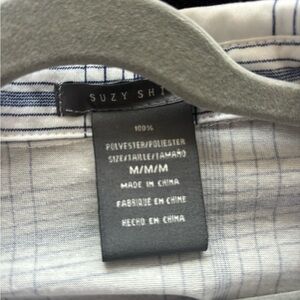 SUZY
100%
POLYESTER/POLIESTER
SIZE/TAILLE/TAMAÑO
M/M/M
MADE IN CHINA
FABRIQUÉ EN CHINE
HECHO EN CHINA